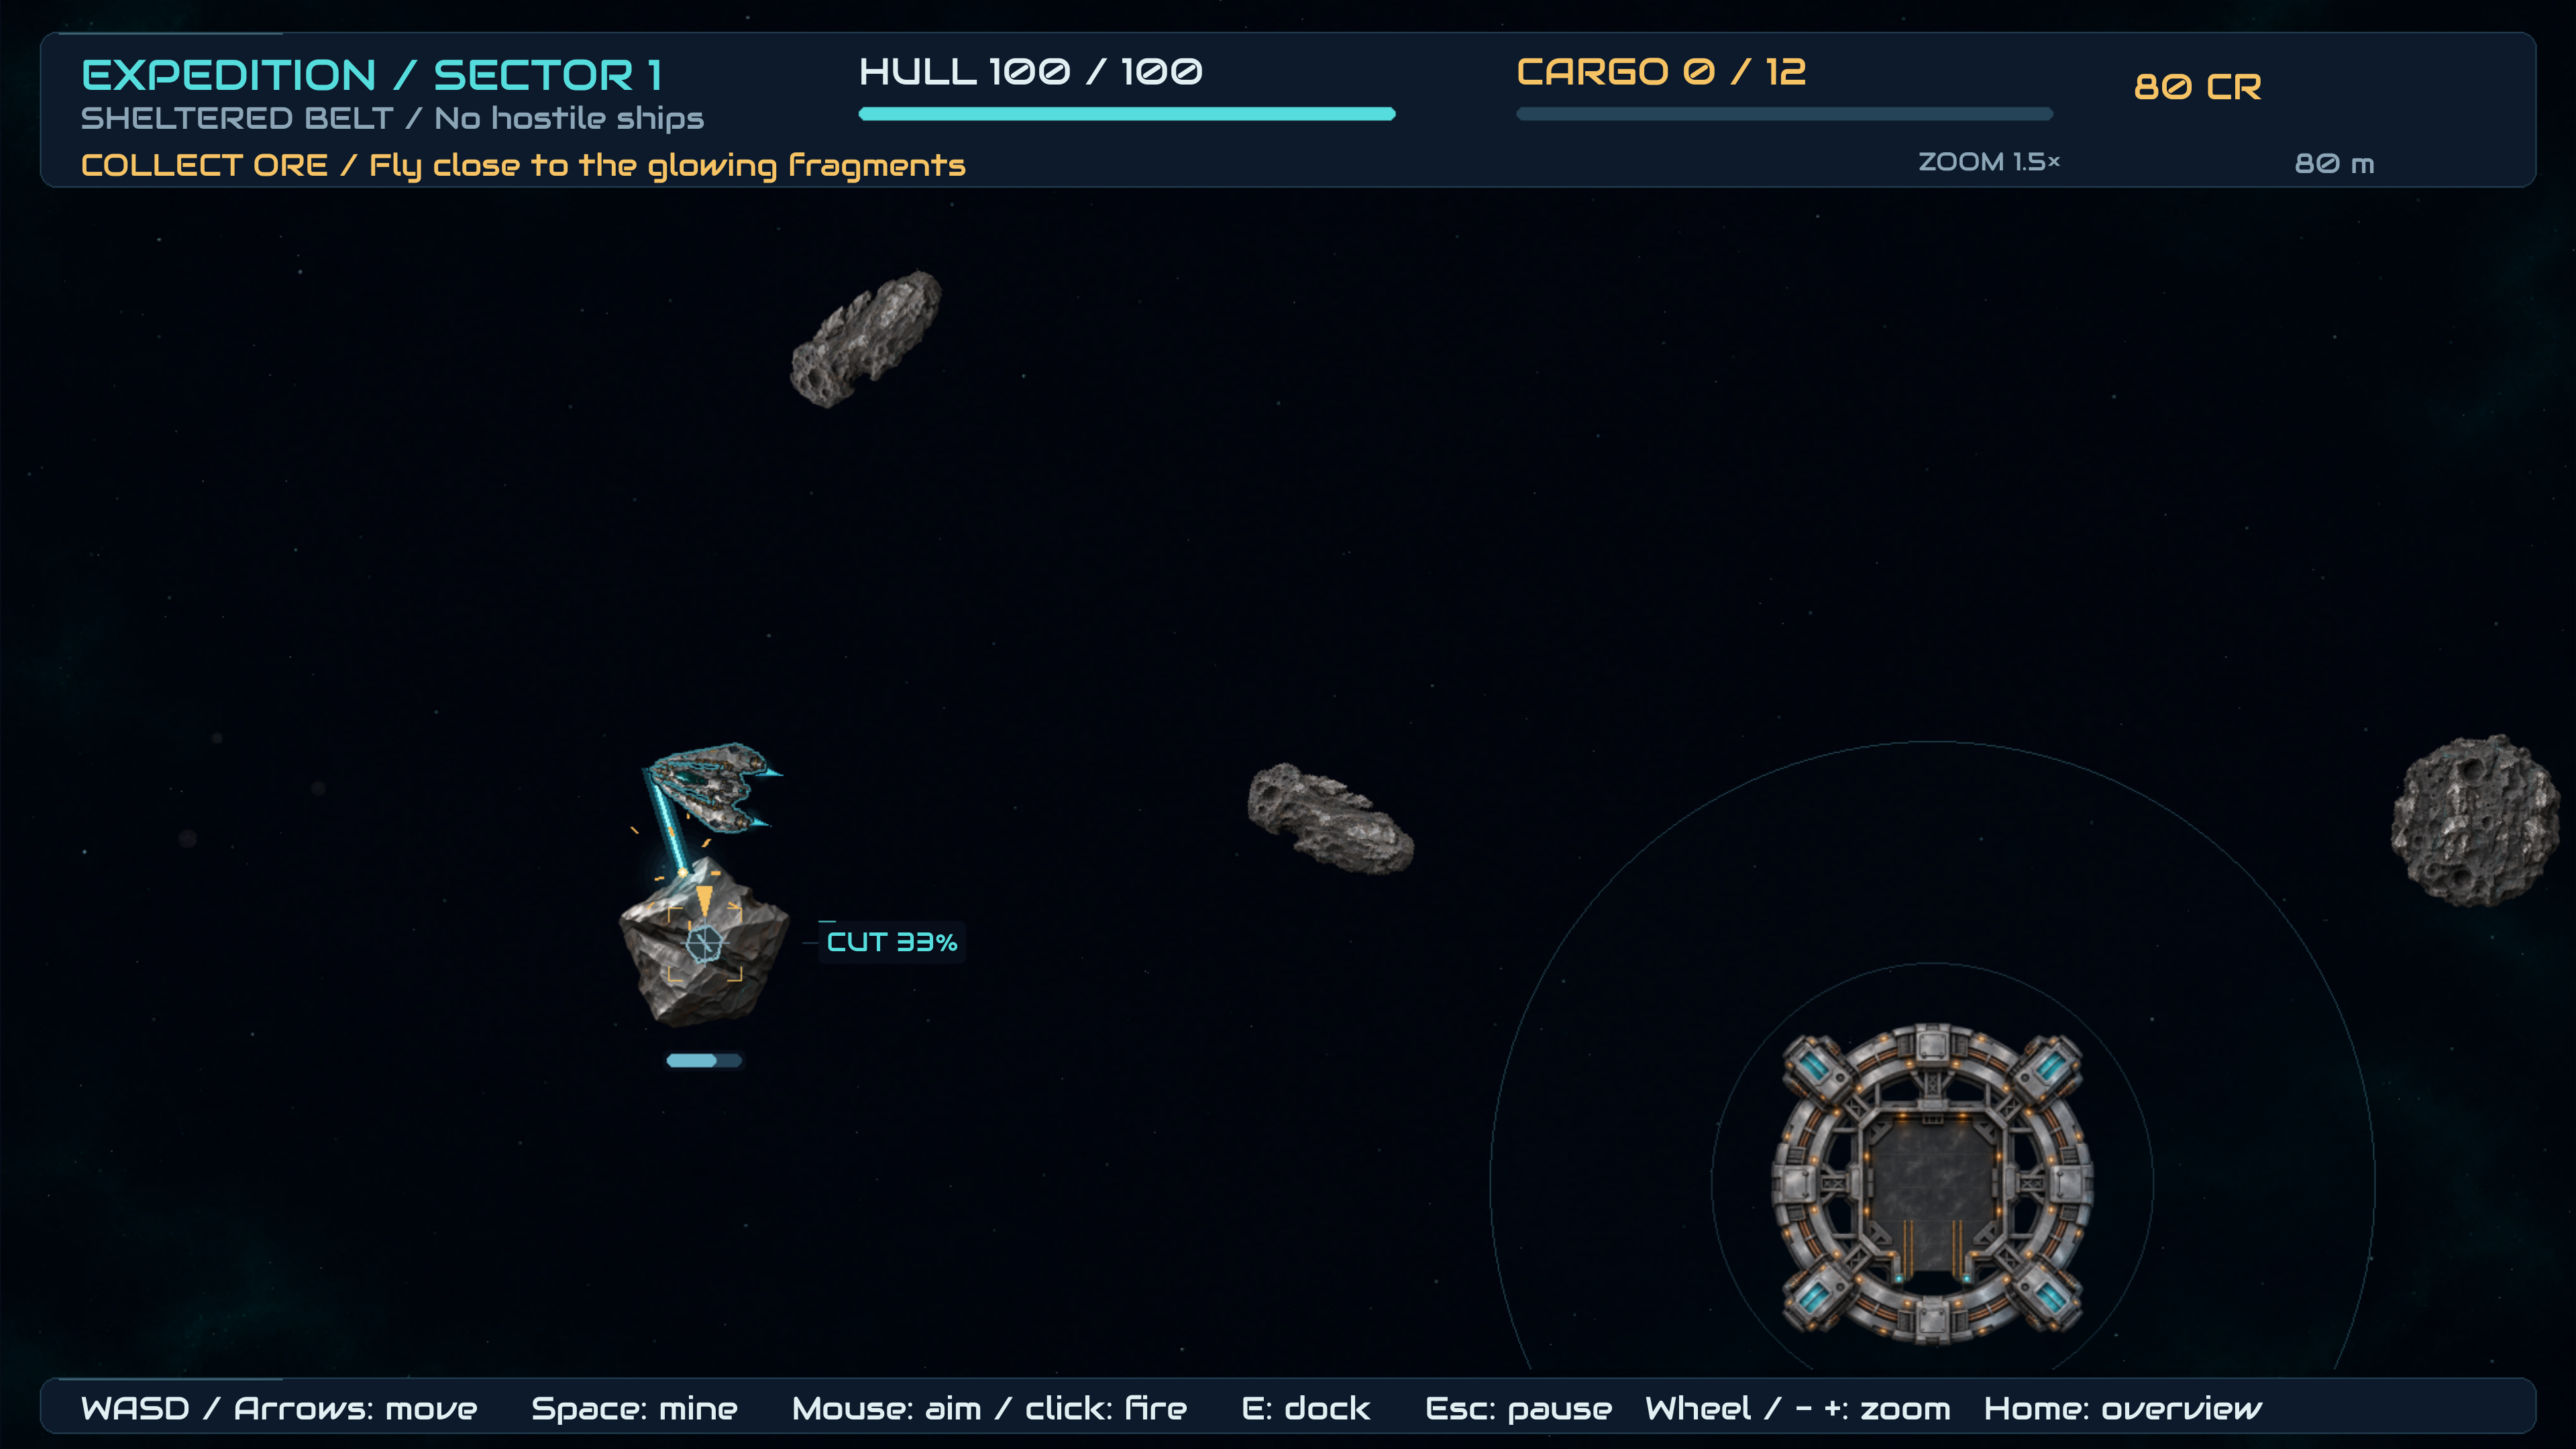 EXPEDITION / SECTOR 1
SHELTERED BELT / No hostile ships
COLLECT ORE / Fly close to the glowing fragments
HULL 100 / 100
CARGO 0 / 12
80 CR
ZOOM 1.5×
80 m
CUT 33%
WASD / Arrows: move Space: mine Mouse: aim / click: fire E: dock Esc: pause Wheel / - +: zoom Home: overview